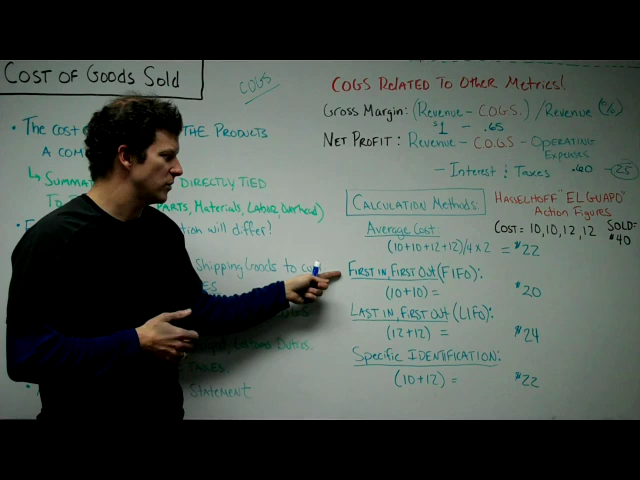 COST OF GOODS SOLD
COGS
• THE COST THE PRODUCTS
A COM
↳ SUMMAT DIRECTLY TIED
TO PARTS, MATERIALS, LABOR OVERHEAD)
tion will differ?
Shipping Goods to cu
ES
Customs Duties.
TAXES
STATEMENT
COGS RELATED TO OTHER METRICS!
GROSS MARGIN: (REVENUE - C.O.G.S.) / REVENUE (%)
$1 - .65
NET PROFIT: REVENUE - C.O.G.S - OPERATING
EXPENSES
- INTEREST & TAXES .60
CALCULATION METHODS:
HASSELHOFF "EL GUAPO"
ACTION FIGURES
COST = 10, 10, 12, 12
SOLD =
$40
AVERAGE COST:
(10+10+12+12)/4 x 2 = $22
FIRST IN, FIRST OUT (FIFO):
(10+10) = $20
LAST IN, FIRST OUT (LIFO):
(12+12) = $24
SPECIFIC IDENTIFICATION:
(10+12) = $22